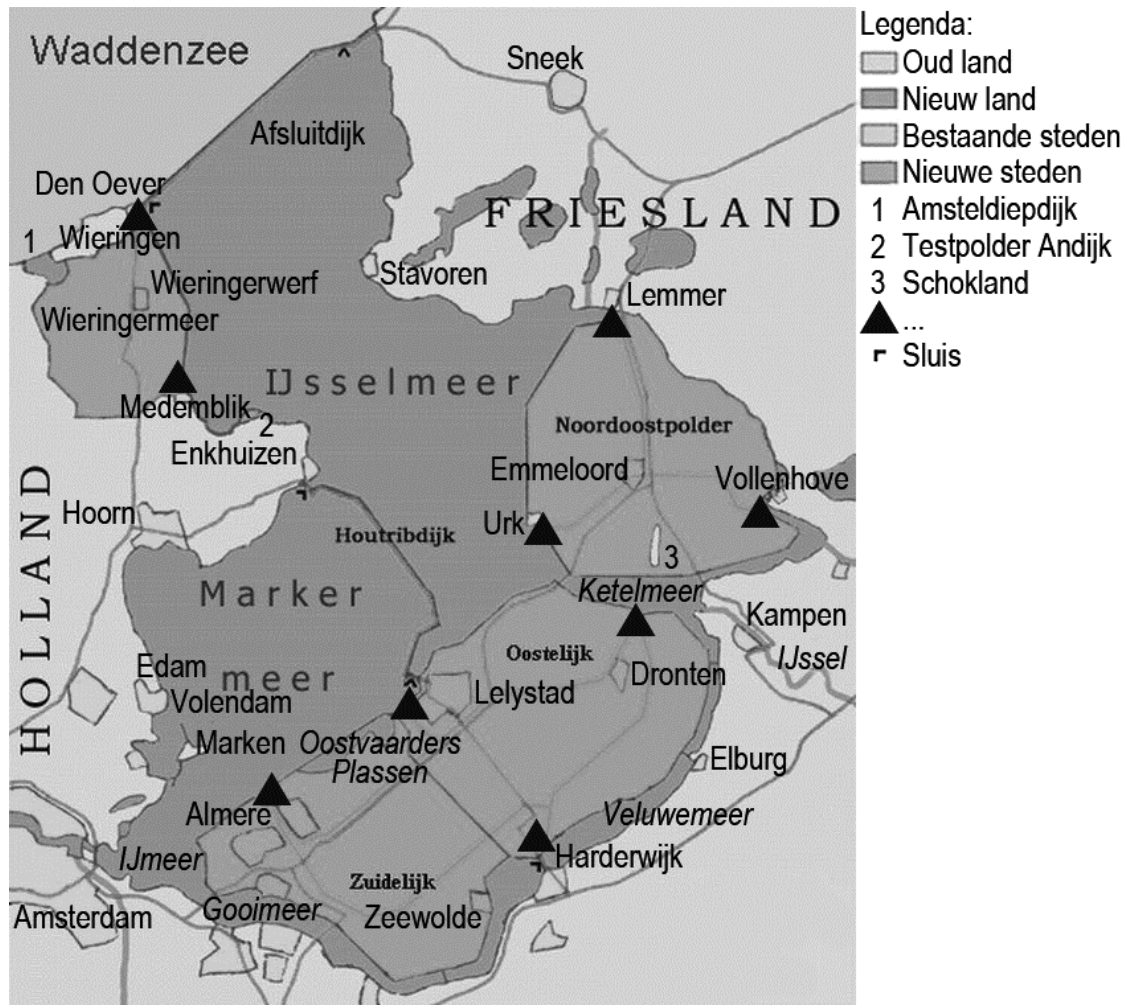 Waddenzee
Sneek
Afsluitdijk
Den Oever
FRIESLAND
1
Wieringen
Stavoren
Wieringerwerf
Lemmer
Wieringermeer
IJsselmeer
Medemblik
2
Noordoostpolder
Enkhuizen
Emmeloord
Vollenhove
HOLLAND
Hoorn
Urk
Houtribdijk
3
Marker
meer
Ketelmeer
Kampen
IJssel
Oostelijk
Edam
Dronten
Lelystad
Volendam
Marken
Oostvaarders
Plassen
Elburg
Almere
Veluwemeer
IJmeer
Harderwijk
Zuidelijk
Amsterdam
Gooimeer
Zeewolde
Legenda:
Oud land
Nieuw land
Bestaande steden
Nieuwe steden
1 Amsteldiepdijk
2 Testpolder Andijk
3 Schokland
...
Sluis